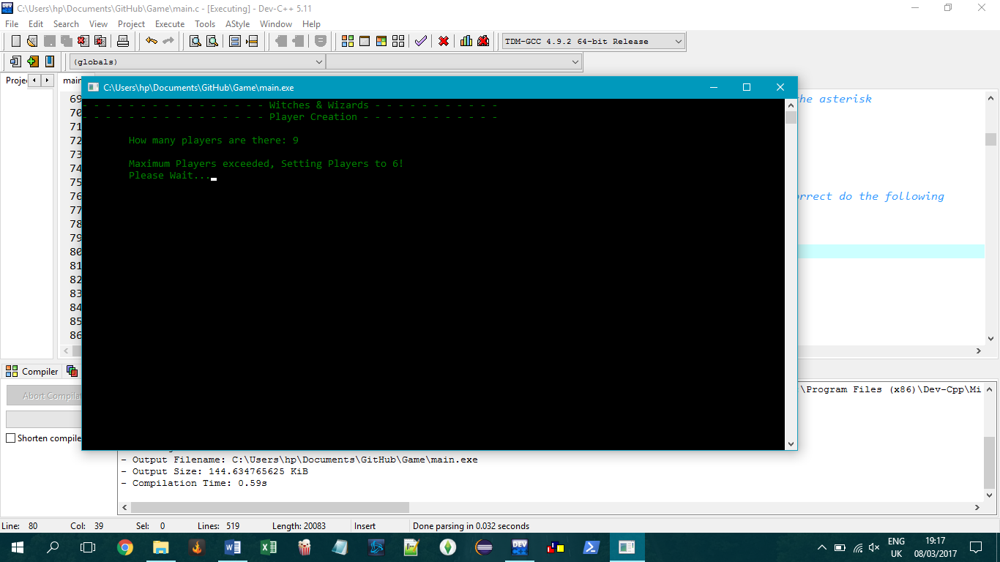 C:\Users\hp\Documents\GitHub\Game\main.c - [Executing] - Dev-C++ 5.11
File Edit Search View Project Execute Tools AStyle Window Help
TDM-GCC 4.9.2 64-bit Release
(globals)
Projec main
C:\Users\hp\Documents\GitHub\Game\main.exe
- - - - - - - - - - - - - - - - Witches & Wizards - - - - - - - - - - -
- - - - - - - - - - - - - - - - Player Creation - - - - - - - - - - - -
How many players are there: 9
Maximum Players exceeded, Setting Players to 6!
Please Wait...
69 he asterisk
70
71
72
73
74
75
76 rrect do the following
77
78
79
80
81
82
83
84
85
86
Compiler
Abort Compilat
Shorten compile
\Program Files (x86)\Dev-Cpp\Mi
- Output Filename: C:\Users\hp\Documents\GitHub\Game\main.exe
- Output Size: 144.634765625 KiB
- Compilation Time: 0.59s
Line: 80 Col: 39 Sel: 0 Lines: 519 Length: 20083 Insert Done parsing in 0.032 seconds
ENG 19:17
UK 08/03/2017